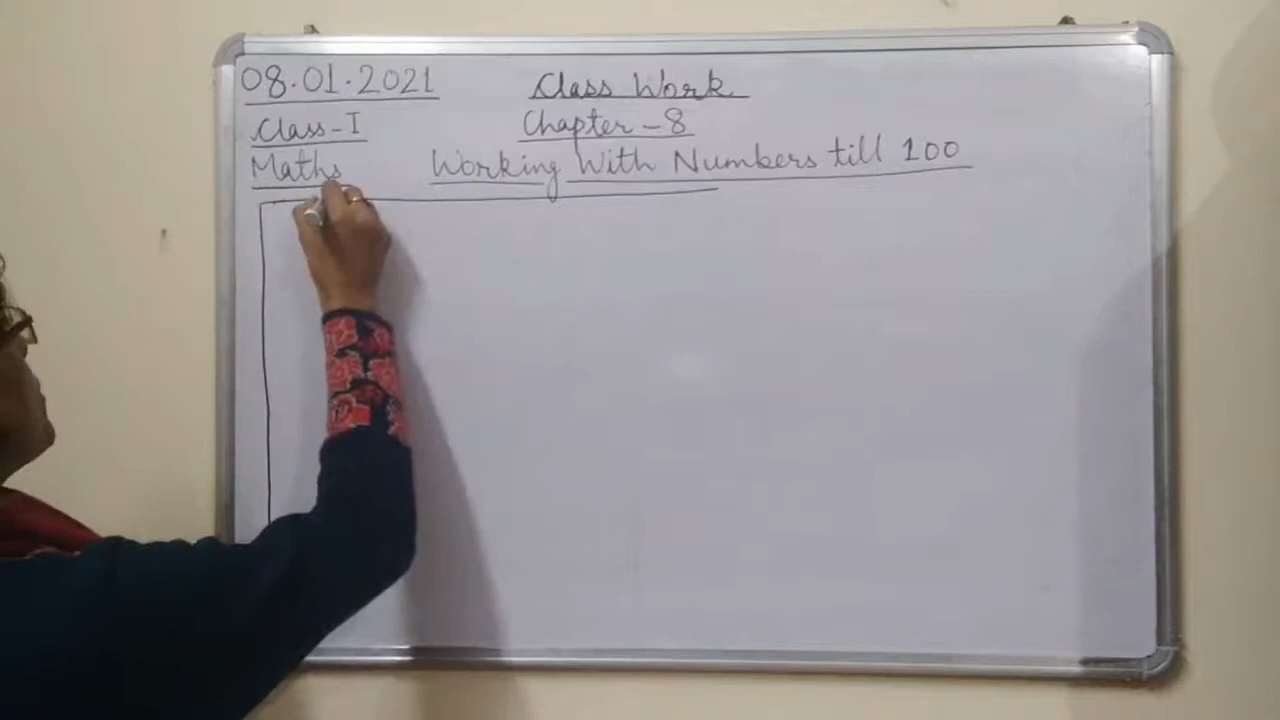 08.01.2021 Class Work
Class-I Chapter-8
Maths Working With Numbers till 100